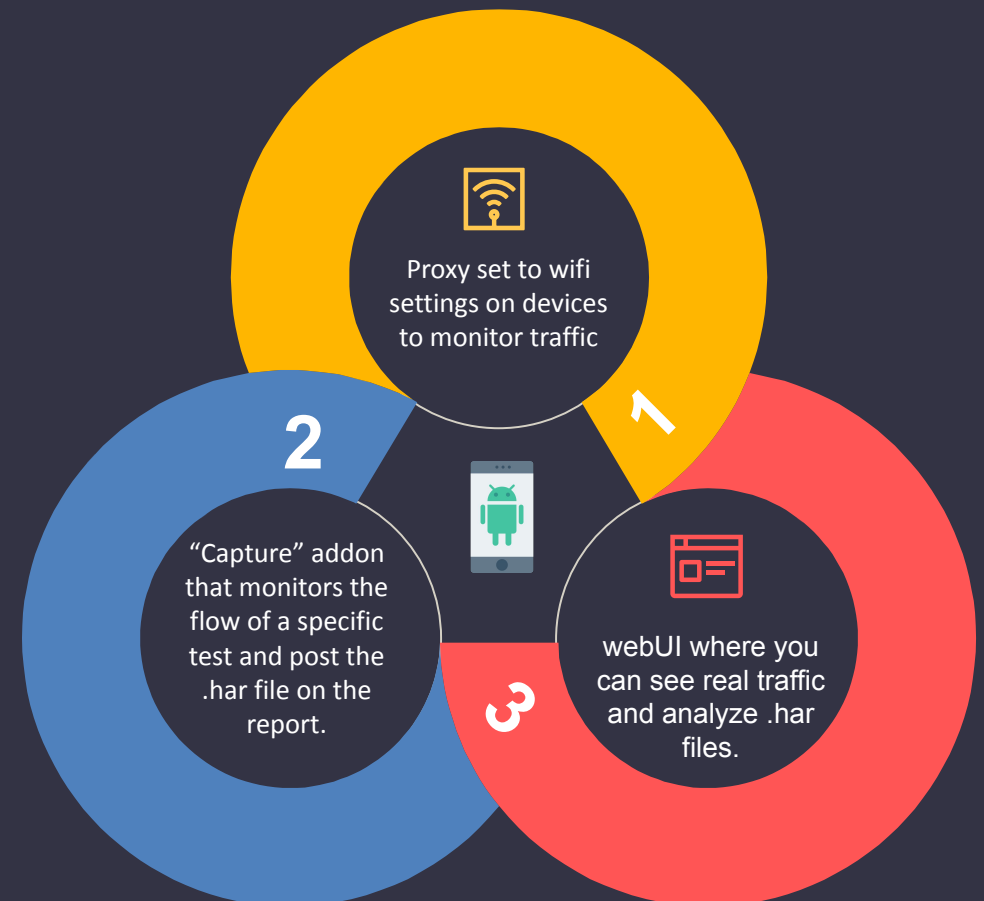 Proxy set to wifi
settings on devices
to monitor traffic
1
2
“Capture” addon
that monitors the
flow of a specific
test and post the
.har file on the
report.
webUI where you
can see real traffic
and analyze .har
files.
3